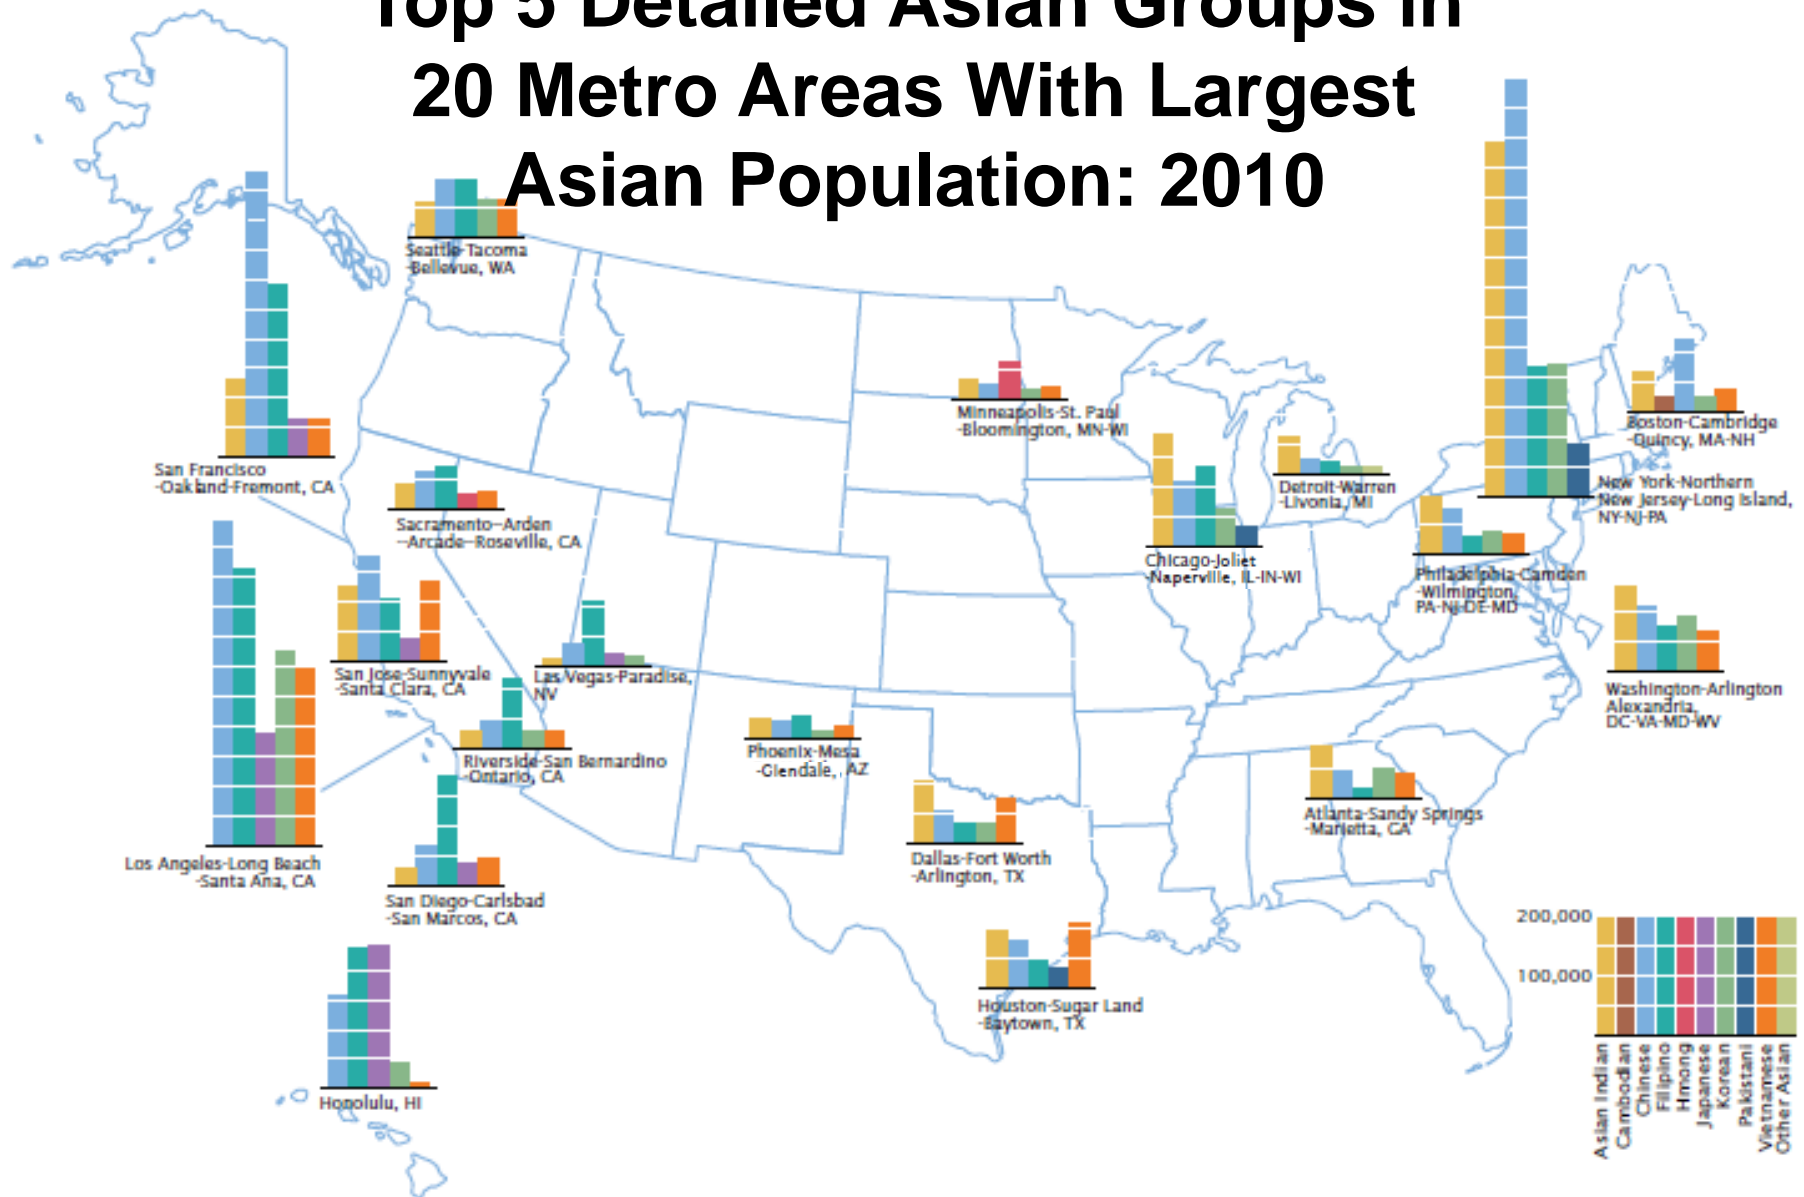 Top 5 Detailed Asian Groups in
20 Metro Areas With Largest
Asian Population: 2010
Seattle-Tacoma
-Bellevue, WA
San Francisco
-Oakland-Fremont, CA
Sacramento--Arden
--Arcade--Roseville, CA
Minneapolis-St. Paul
-Bloomington, MN-WI
Chicago-Joliet
-Naperville, IL-IN-WI
Detroit-Warren
-Livonia, MI
Boston-Cambridge
-Quincy, MA-NH
New York-Northern
New Jersey-Long Island,
NY-NJ-PA
Philadelphia-Camden
-Wilmington,
PA-NJ-DE-MD
San Jose-Sunnyvale
-Santa Clara, CA
Las Vegas-Paradise,
NV
Washington-Arlington
Alexandria,
DC-VA-MD-WV
Riverside-San Bernardino
-Ontario, CA
Phoenix-Mesa
-Glendale, , AZ
Atlanta-Sandy Springs
-Marietta, GA
Los Angeles-Long Beach
-Santa Ana, CA
Dallas-Fort Worth
-Arlington, TX
San Diego-Carlsbad
-San Marcos, CA
Houston-Sugar Land
-Baytown, TX
Honolulu, HI
200,000
100,000
Asian Indian
Cambodian
Chinese
Filipino
Hmong
Japanese
Korean
Pakistani
Vietnamese
Other Asian